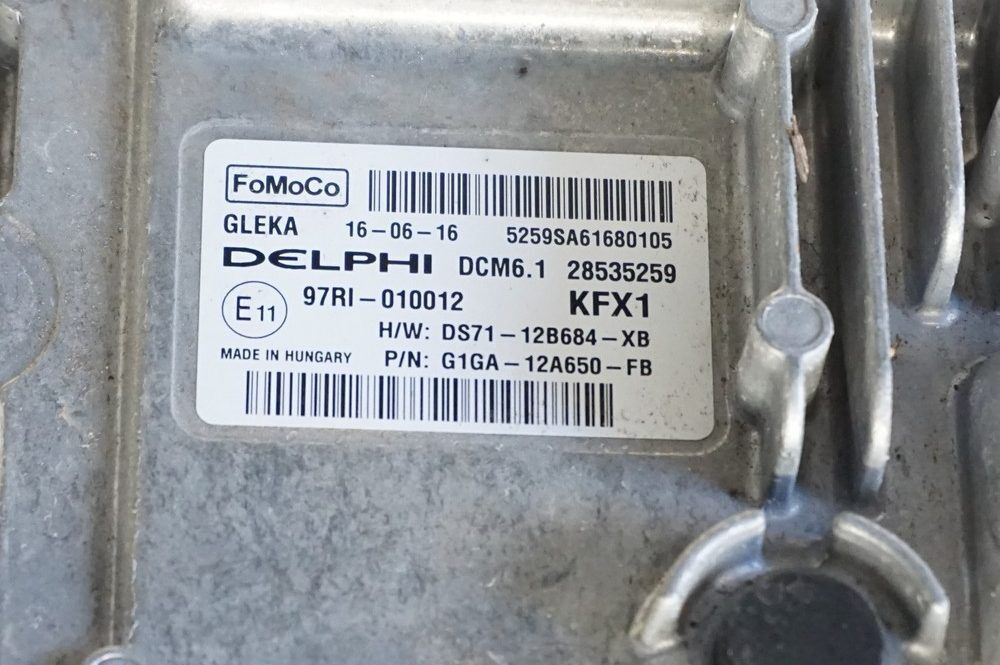 FoMoCo
GLEKA 16-06-16 5259SA61680105
DELPHI DCM6.1 28535259
E11 97RI-010012 KFX1
H/W: DS71-12B684-XB
MADE IN HUNGARY P/N: G1GA-12A650-FB